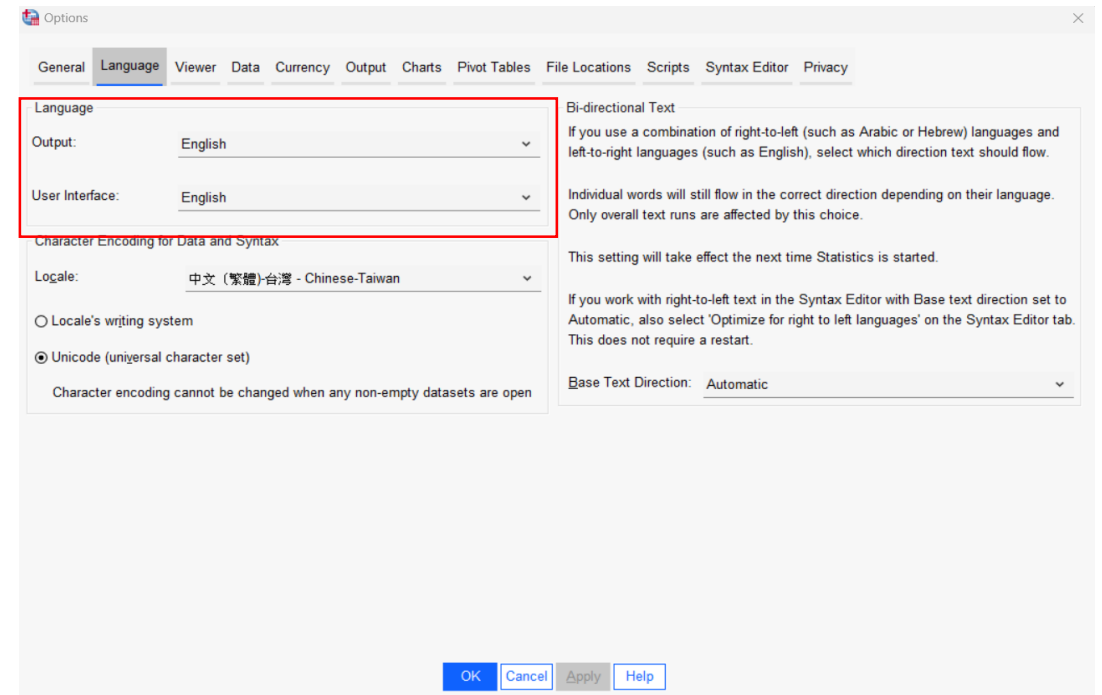 Options
General Language Viewer Data Currency Output Charts Pivot Tables File Locations Scripts Syntax Editor Privacy
Language
Output: English
User Interface: English
Character Encoding for Data and Syntax
Locale: 中文 (繁體)-台灣 - Chinese-Taiwan
Locale's writing system
Unicode (universal character set)
Character encoding cannot be changed when any non-empty datasets are open
Bi-directional Text
If you use a combination of right-to-left (such as Arabic or Hebrew) languages and
left-to-right languages (such as English), select which direction text should flow.
Individual words will still flow in the correct direction depending on their language.
Only overall text runs are affected by this choice.
This setting will take effect the next time Statistics is started.
If you work with right-to-left text in the Syntax Editor with Base text direction set to
Automatic, also select 'Optimize for right to left languages' on the Syntax Editor tab.
This does not require a restart.
Base Text Direction: Automatic
OK Cancel Apply Help